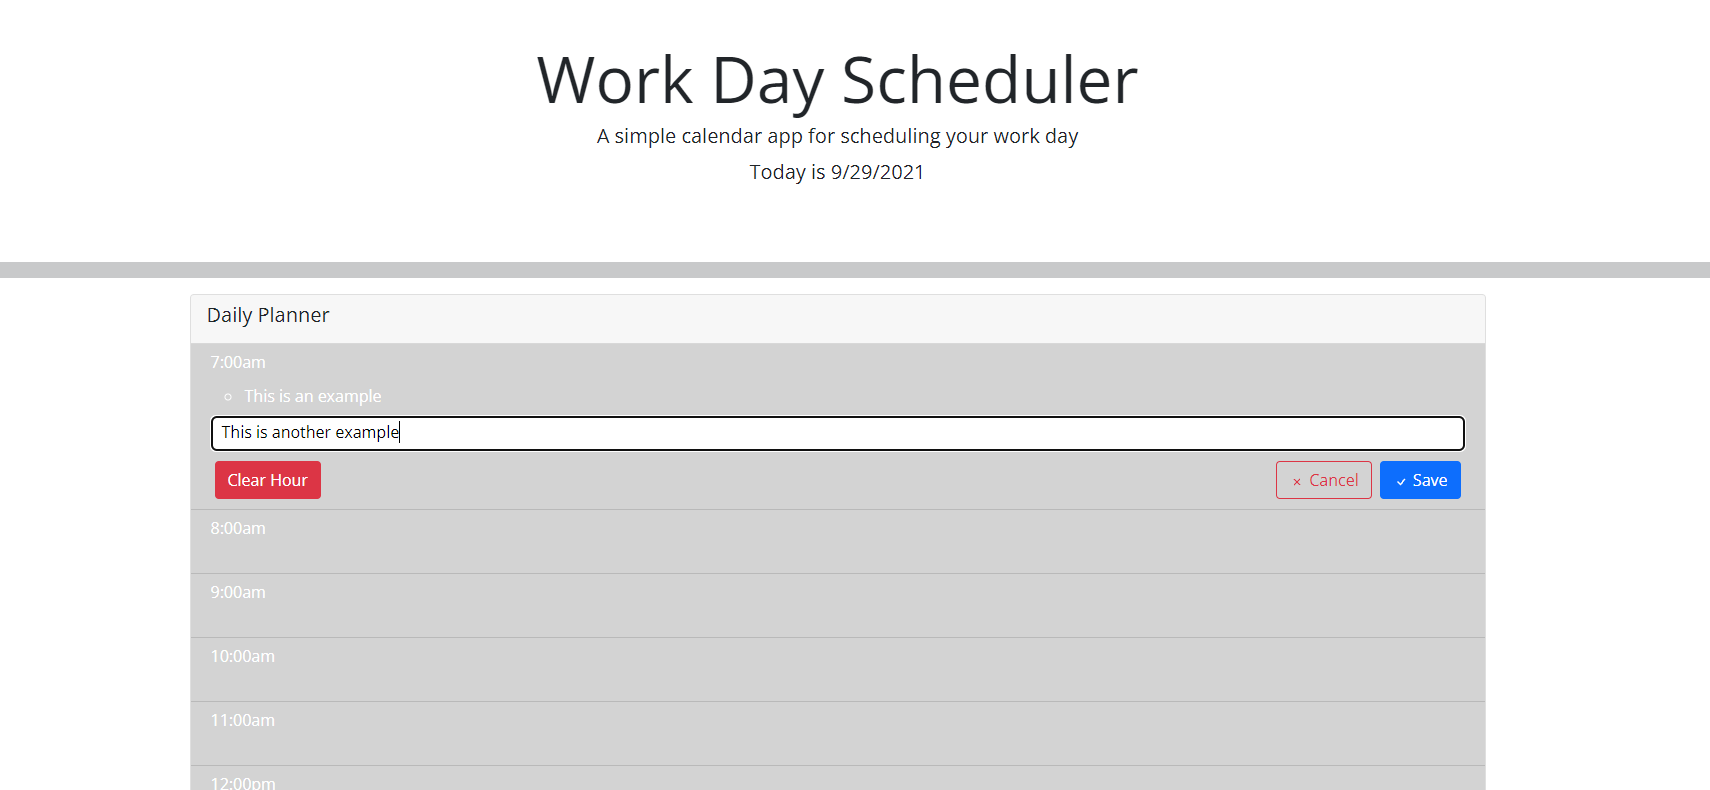 Work Day Scheduler
A simple calendar app for scheduling your work day
Today is 9/29/2021
Daily Planner
7:00am
This is an example
This is another example
Clear Hour
× Cancel
✓ Save
8:00am
9:00am
10:00am
11:00am
12:00pm